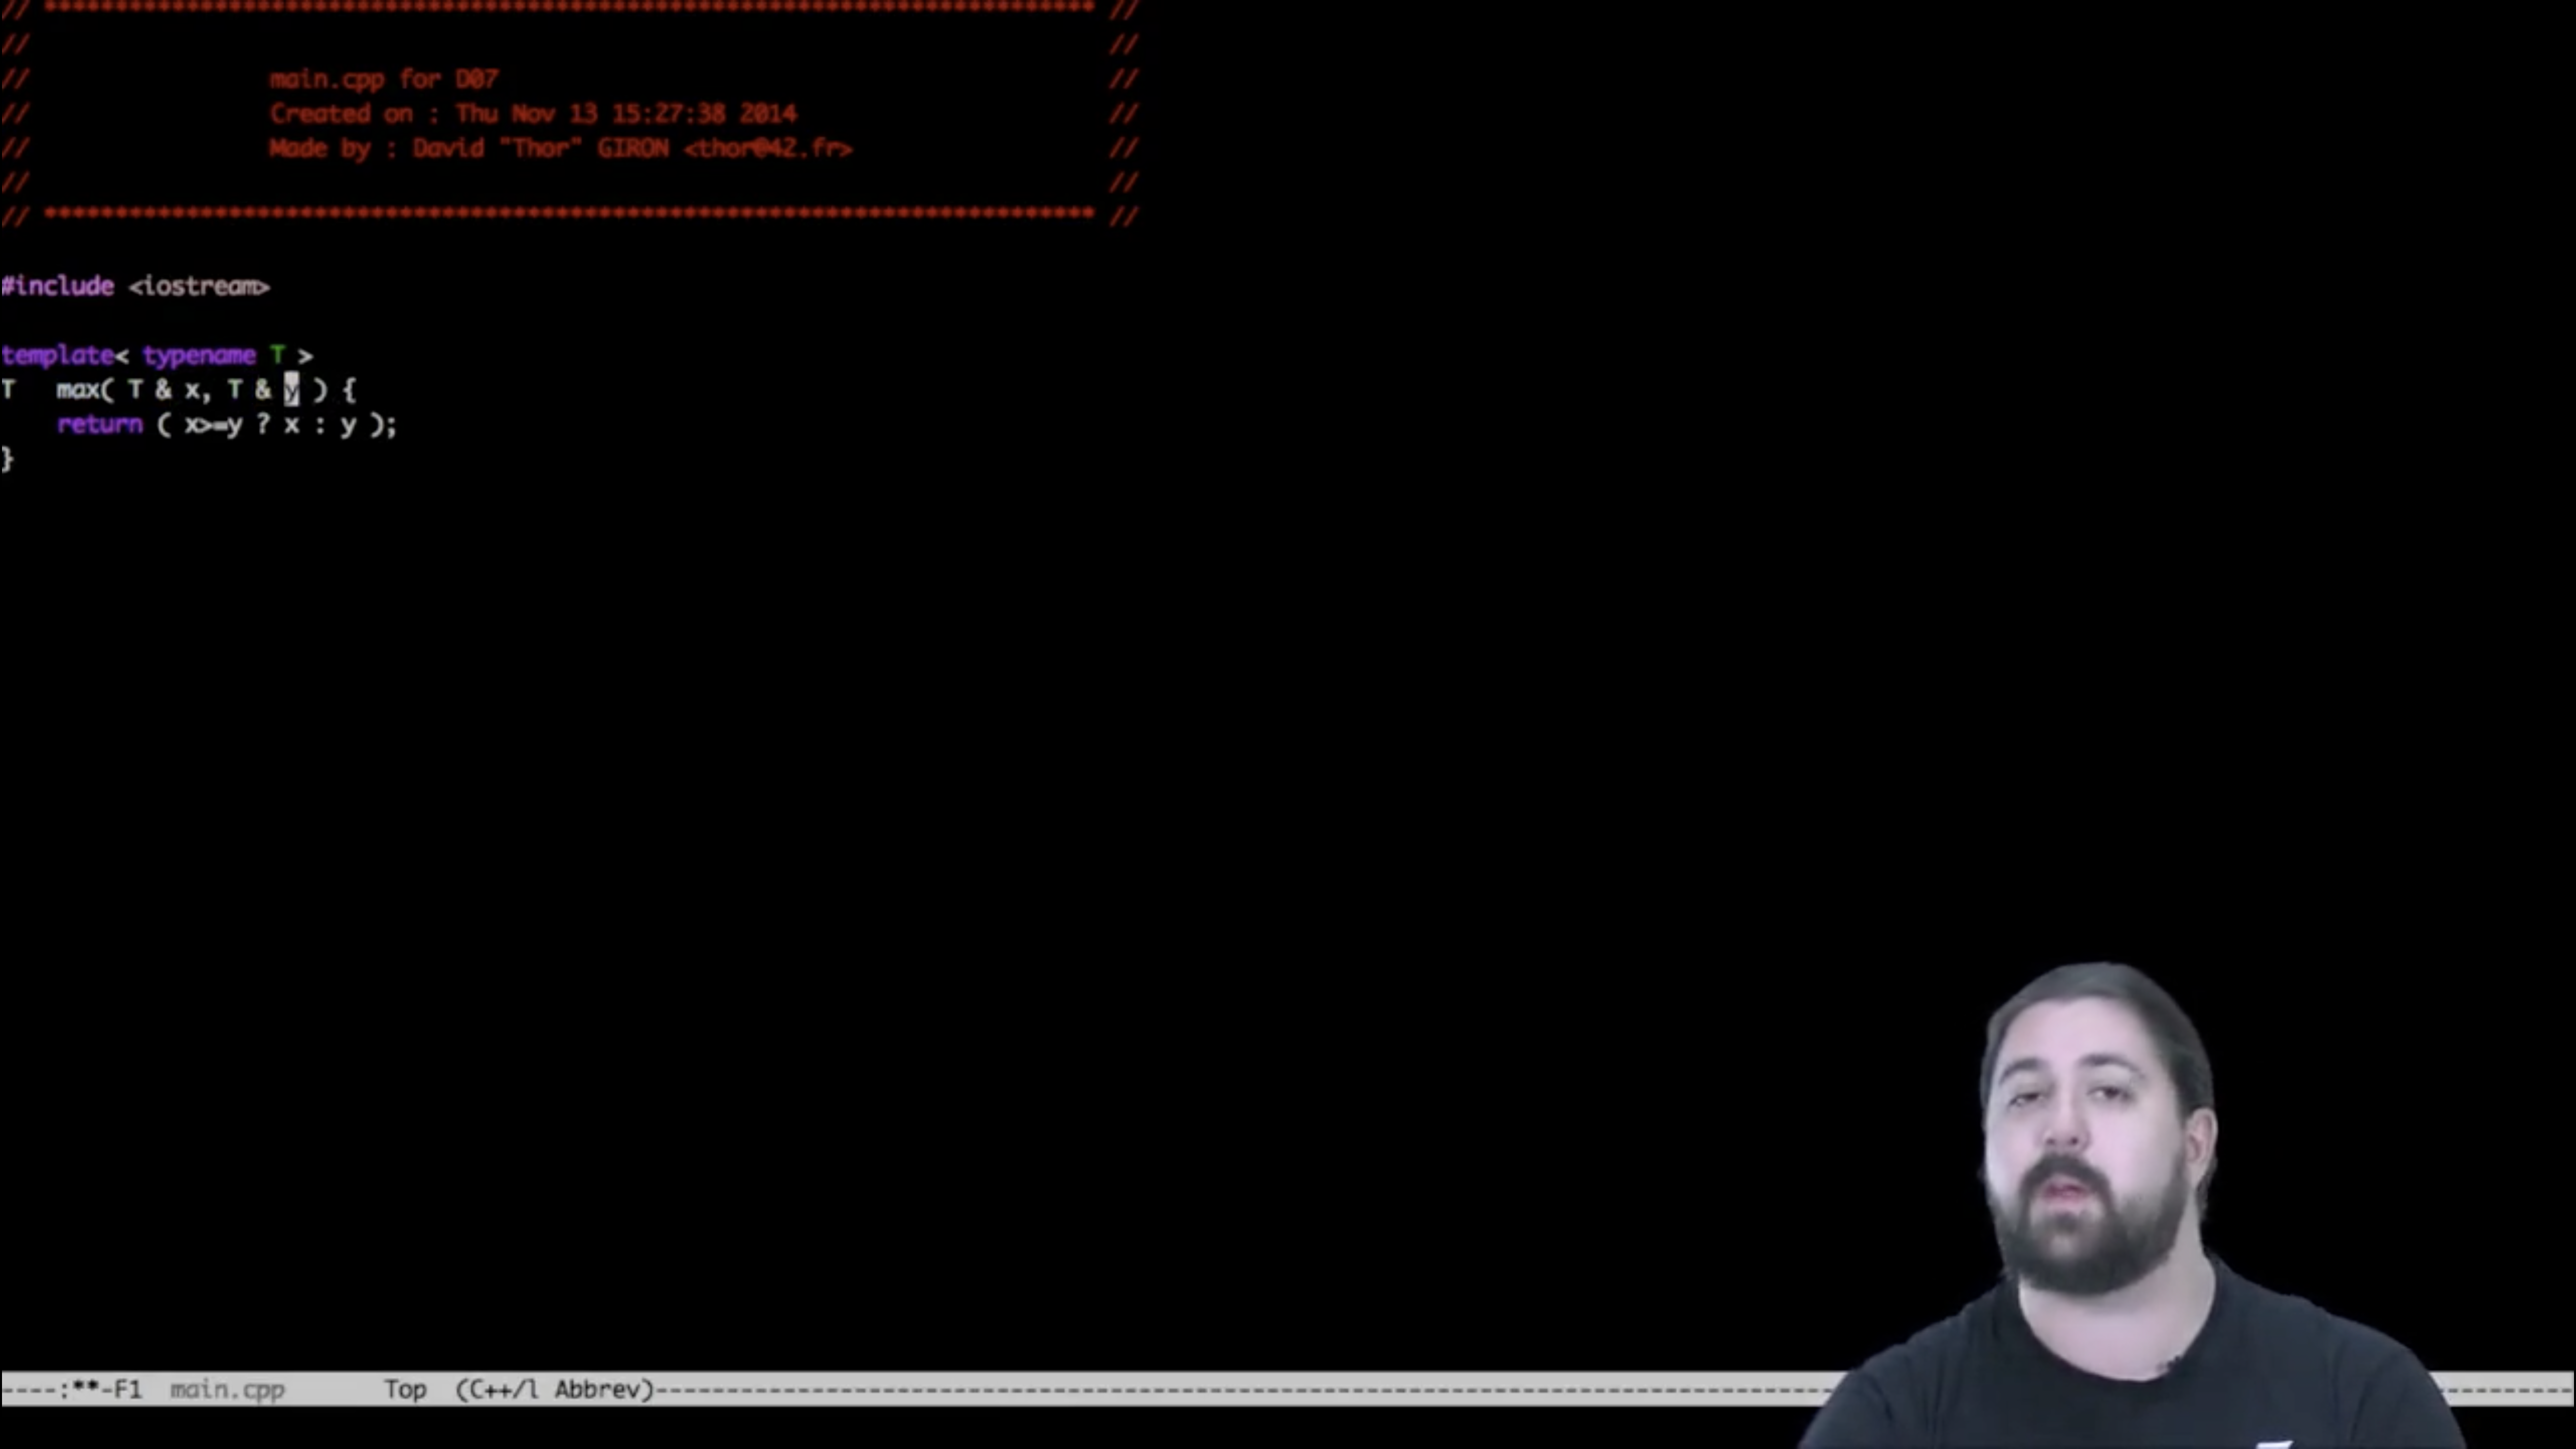 // ************************************************************************** //
// //
// main.cpp for D07 //
// Created on : Thu Nov 13 15:27:38 2014 //
// Made by : David "Thor" GIRON <thor@42.fr> //
// //
// ************************************************************************** //
#include <iostream>
template< typename T >
T max( T & x, T & y ) {
return ( x>=y ? x : y );
}
----:**-F1 main.cpp Top (C++/l Abbrev)--------------------